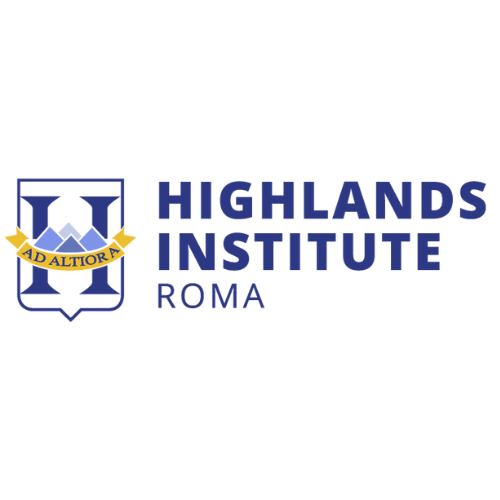 H
AD ALTIORA
HIGHLANDS
INSTITUTE
ROMA